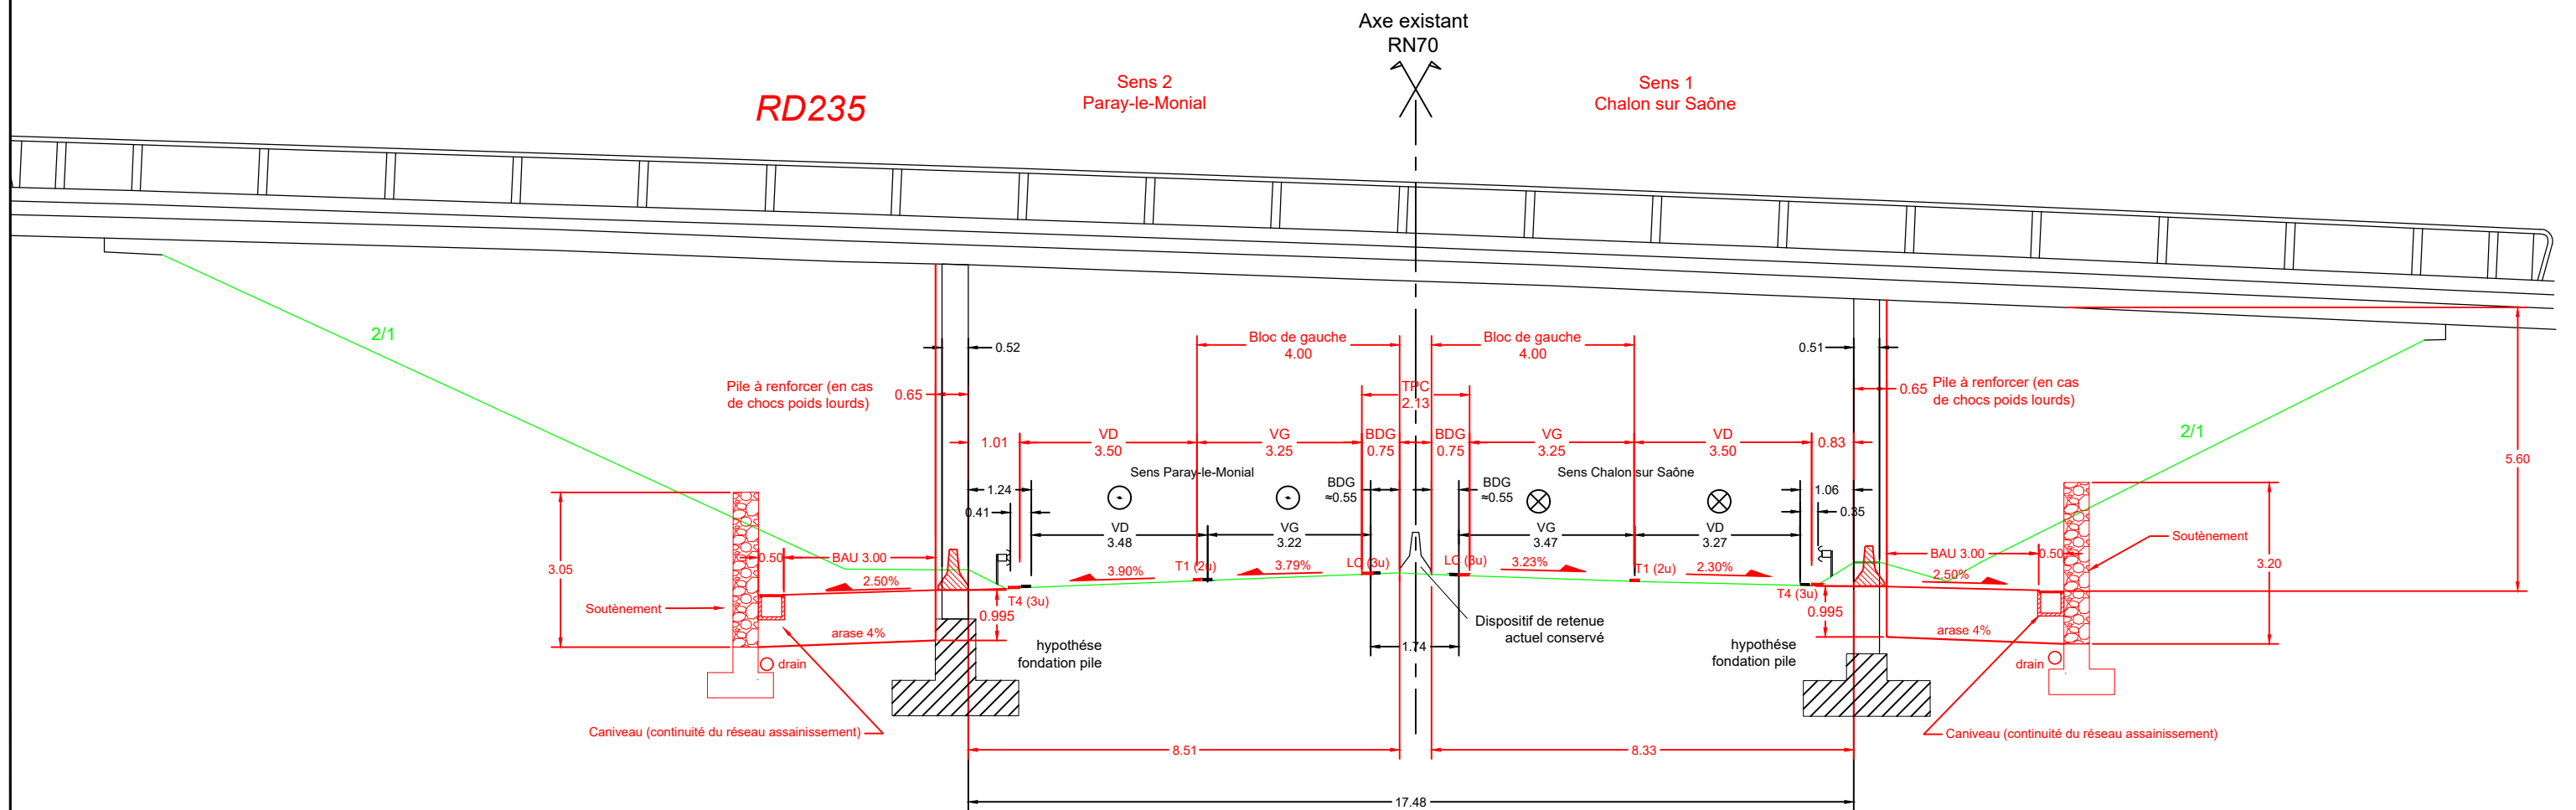 Axe existant
RN70
Sens 2
Paray-le-Monial
Sens 1
Chalon sur Saône
RD235
2/1
0.52
Bloc de gauche
4.00
Bloc de gauche
4.00
0.51
Pile à renforcer (en cas
de chocs poids lourds)
0.65
TPC
2.13
0.65
Pile à renforcer (en cas
de chocs poids lourds)
2/1
1.01
VD
3.50
VG
3.25
BDG
0.75
BDG
0.75
VG
3.25
VD
3.50
0.83
5.60
Sens Paray-le-Monial
Sens Chalon sur Saône
1.24
BDG
≈0.55
BDG
≈0.55
1.06
0.41
0.35
VD
3.48
VG
3.22
VG
3.47
VD
3.27
3.05
0.50
BAU 3.00
2.50%
3.90%
T1 (2u)
3.79%
LC (3u)
LC (3u)
3.23%
T1 (2u)
2.30%
BAU 3.00
0.50
2.50%
Soutènement
3.20
Soutènement
T4 (3u)
0.995
T4 (3u)
0.995
arase 4%
arase 4%
Dispositif de retenue
actuel conservé
hypothése
fondation pile
1.74
hypothése
fondation pile
drain
drain
Caniveau (continuité du réseau assainissement)
Caniveau (continuité du réseau assainissement)
8.51
8.33
17.48